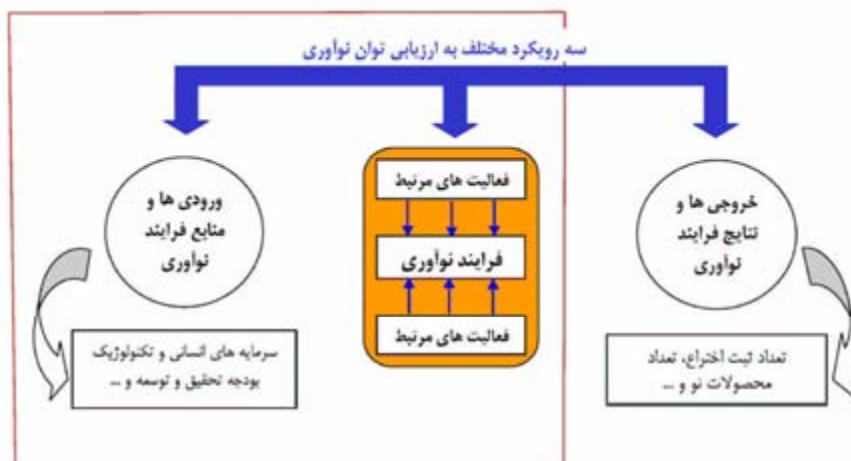 سه رویکرد مختلف به ارزیابی توان نوآوری
خروجی ها و
نتایج فرایند
نوآوری
تعداد ثبت اختراع، تعداد
محصولات نو و ...
فعالیت های مرتبط
فرایند نوآوری
فعالیت های مرتبط
ورودی ها و
منابع فرایند
نوآوری
سرمایه های انسانی و تکنولوژیک
بودجه تحقیق و توسعه و ...